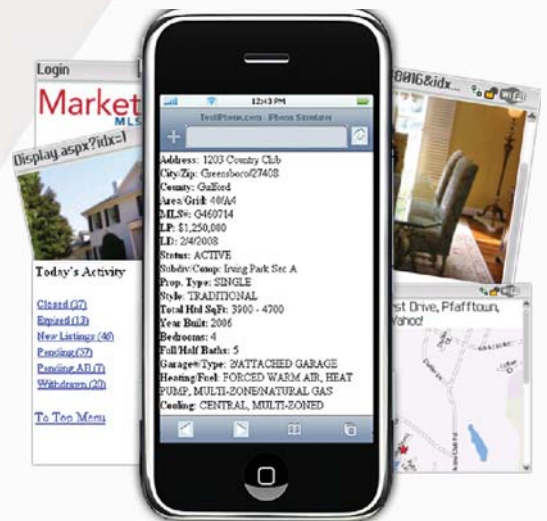 Login
Market
MLS
Display.aspx?idx=1
Today's Activity
Closed (37)
Expired (13)
New Listings (46)
Pending (57)
Pending AB (7)
Withdrawn (20)
To Top Menu
12:43 PM
TestiPhone.com - iPhone Simulator
Address: 1203 Country Club
City/Zip: Greensboro/27408
County: Guilford
Area/Grid: 40/A4
MLS#: G460714
LP: $1,250,000
LD: 2/4/2008
Status: ACTIVE
Subdiv/Comp: Irving Park Sec A
Prop. Type: SINGLE
Style: TRADITIONAL
Total Htd SqFt: 3900 - 4700
Year Built: 2006
Bedrooms: 4
Full/Half Baths: 5
Garage#/Type: 2/ATTACHED GARAGE
Heating/Fuel: FORCED WARM AIR, HEAT
PUMP, MULTI-ZONE/NATURAL GAS
Cooling: CENTRAL, MULTI-ZONED
8016&idx...
rst Drive, Pfafftown,
Yahoo!